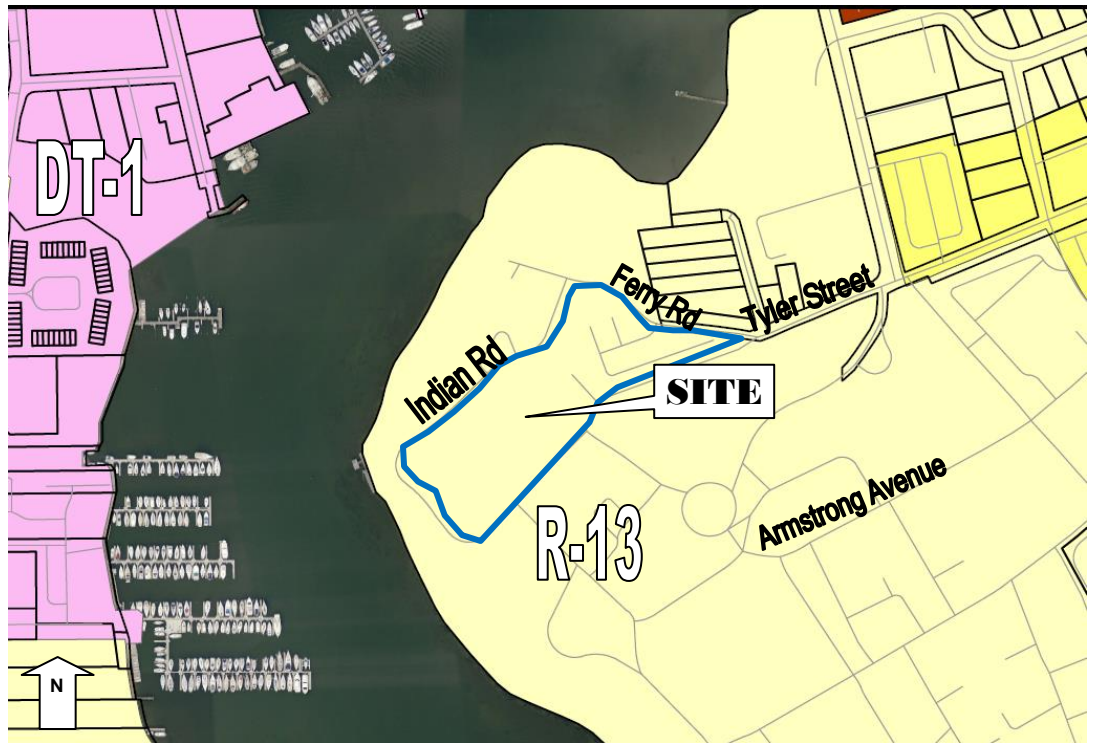 DT-1
Ferry Rd
Tyler Street
Indian Rd
SITE
Armstrong Avenue
R-13
N